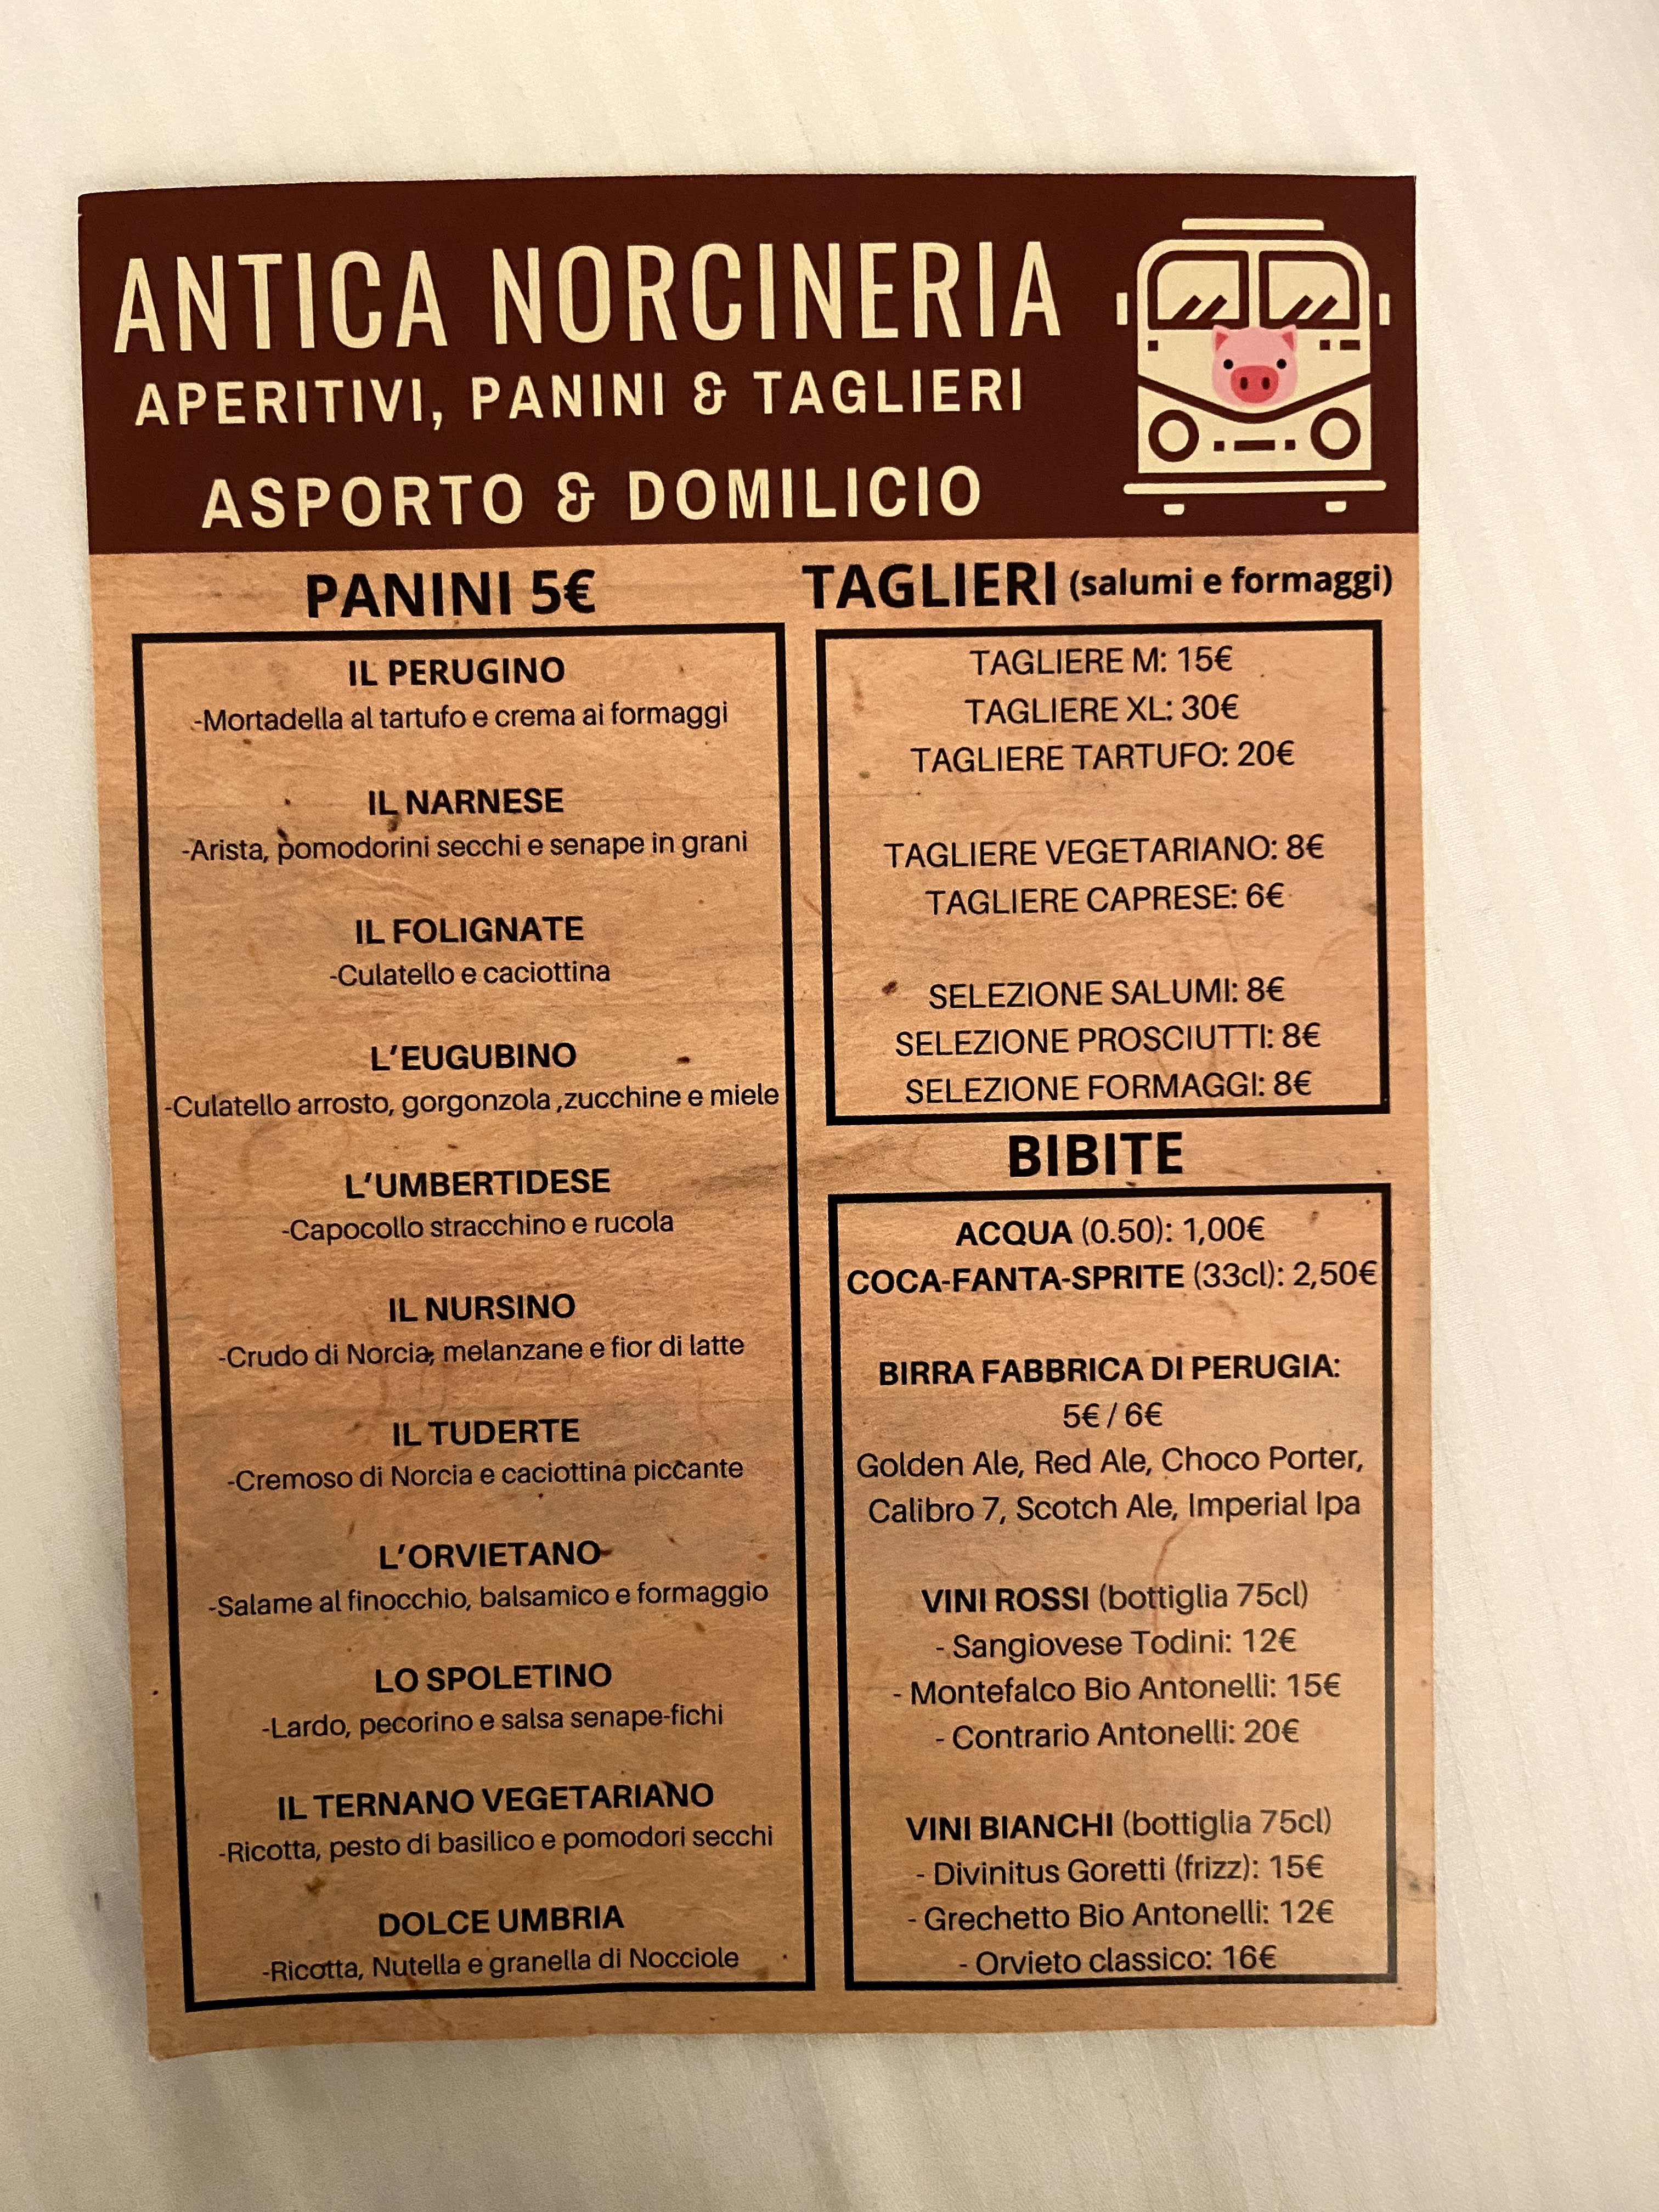 ANTICA NORCINERIA
APERITIVI, PANINI & TAGLIERI
ASPORTO & DOMILICIO
PANINI 5€
IL PERUGINO
-Mortadella al tartufo e crema ai formaggi
IL NARNESE
-Arista, pomodorini secchi e senape in grani
IL FOLIGNATE
-Culatello e caciottina
L'EUGUBINO
-Culatello arrosto, gorgonzola ,zucchine e miele
L'UMBERTIDESE
-Capocollo stracchino e rucola
IL NURSINO
-Crudo di Norcia, melanzane e fior di latte
IL TUDERTE
-Cremoso di Norcia e caciottina piccante
L'ORVIETANO
-Salame al finocchio, balsamico e formaggio
LO SPOLETINO
-Lardo, pecorino e salsa senape-fichi
IL TERNANO VEGETARIANO
-Ricotta, pesto di basilico e pomodori secchi
DOLCE UMBRIA
-Ricotta, Nutella e granella di Nocciole
TAGLIERI (salumi e formaggi)
TAGLIERE M: 15€
TAGLIERE XL: 30€
TAGLIERE TARTUFO: 20€
TAGLIERE VEGETARIANO: 8€
TAGLIERE CAPRESE: 6€
SELEZIONE SALUMI: 8€
SELEZIONE PROSCIUTTI: 8€
SELEZIONE FORMAGGI: 8€
BIBITE
ACQUA (0.50): 1,00€
COCA-FANTA-SPRITE (33cl): 2,50€
BIRRA FABBRICA DI PERUGIA:
5€ / 6€
Golden Ale, Red Ale, Choco Porter,
Calibro 7, Scotch Ale, Imperial Ipa
VINI ROSSI (bottiglia 75cl)
- Sangiovese Todini: 12€
- Montefalco Bio Antonelli: 15€
- Contrario Antonelli: 20€
VINI BIANCHI (bottiglia 75cl)
- Divinitus Goretti (frizz): 15€
- Grechetto Bio Antonelli: 12€
- Orvieto classico: 16€